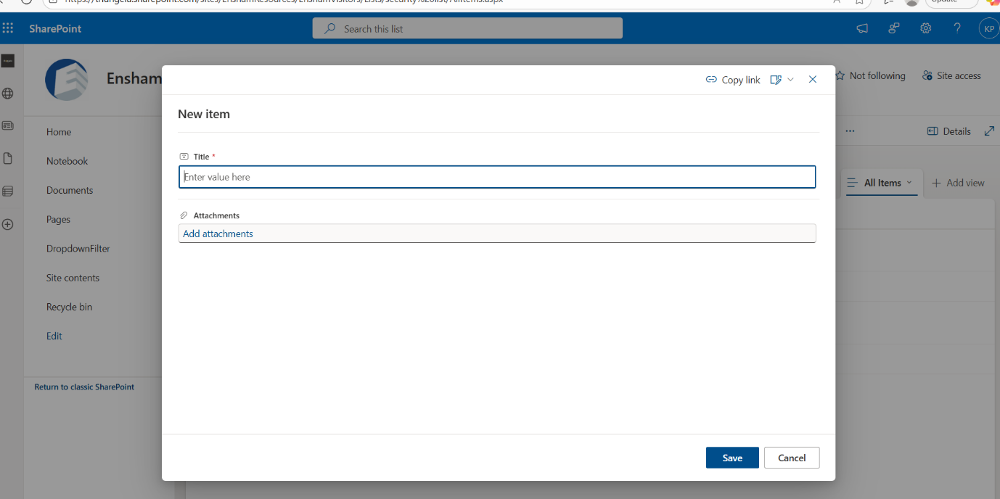 SharePoint
Search this list
KP
Ensham
Not following
Site access
Copy link
New item
Home
Notebook
Documents
Pages
DropdownFilter
Site contents
Recycle bin
Edit
Return to classic SharePoint
... Details
All Items
Add view
Title *
Enter value here
Attachments
Add attachments
Save
Cancel